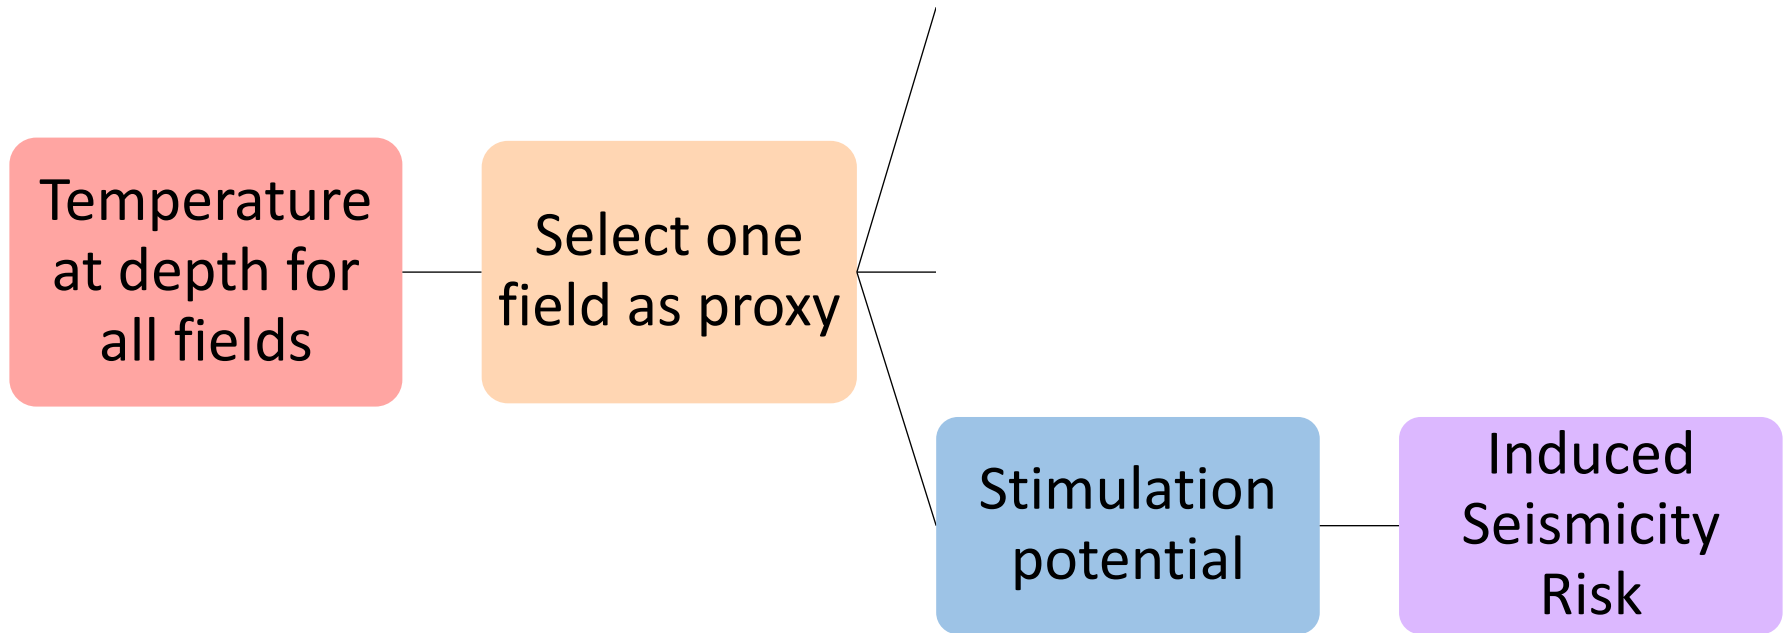 Temperature
at depth for
all fields
Select one
field as proxy
Stimulation
potential
Induced
Seismicity
Risk